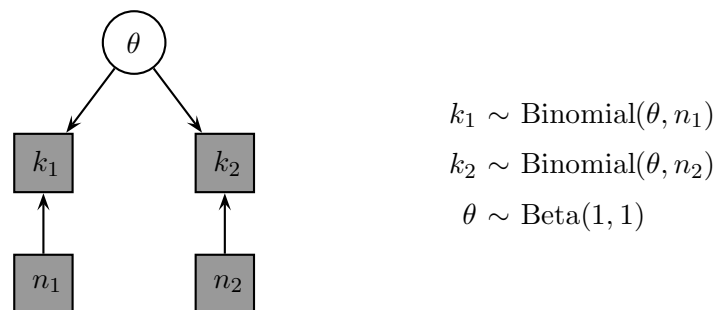 θ
k₁ k₂
n₁ n₂
k₁ ∼ Binomial(θ, n₁)
k₂ ∼ Binomial(θ, n₂)
θ ∼ Beta(1, 1)